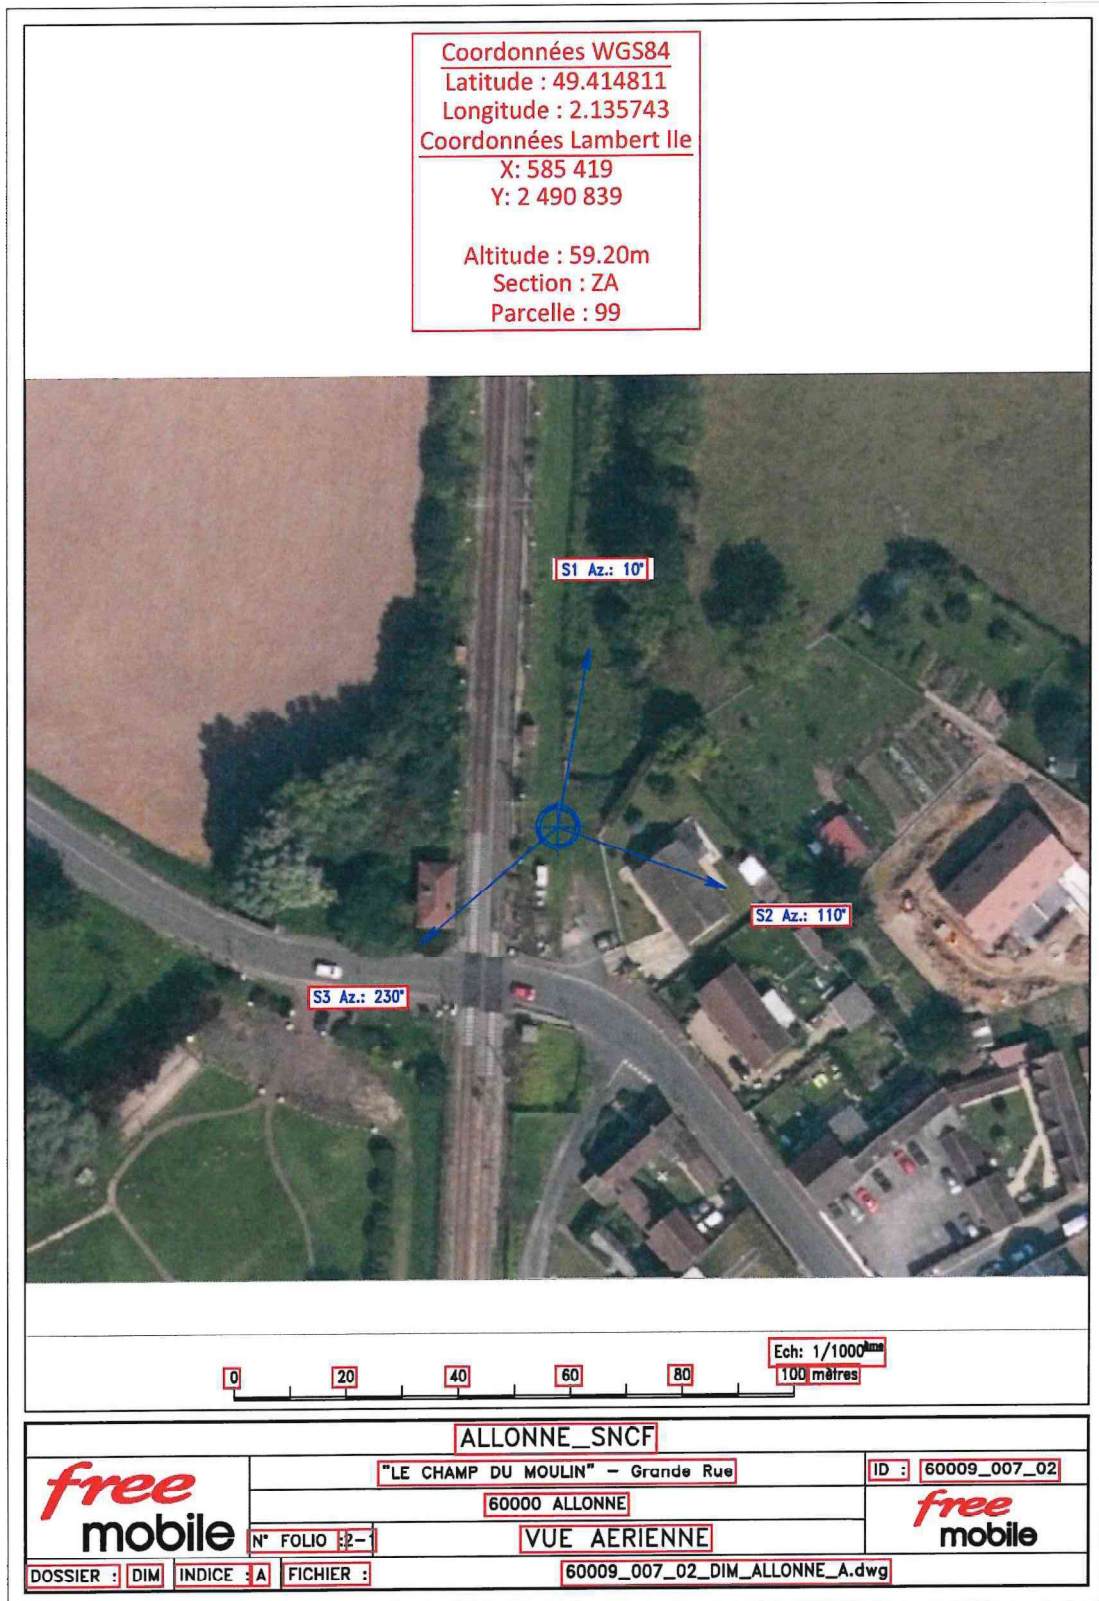 Coordonnées WGS84
Latitude : 49.414811
Longitude : 2.135743
Coordonnées Lambert IIe
X: 585 419
Y: 2 490 839
Altitude : 59.20m
Section : ZA
Parcelle : 99
S1 Az.: 10°
S2 Az.: 110°
S3 Az.: 230°
Ech: 1/1000ème
0 20 40 60 80 100 mètres
ALLONNE_SNCF
free mobile
"LE CHAMP DU MOULIN" - Grande Rue
ID : 60009_007_02
60000 ALLONNE
free mobile
N° FOLIO :2-1
VUE AERIENNE
DOSSIER : DIM INDICE : A FICHIER : 60009_007_02_DIM_ALLONNE_A.dwg